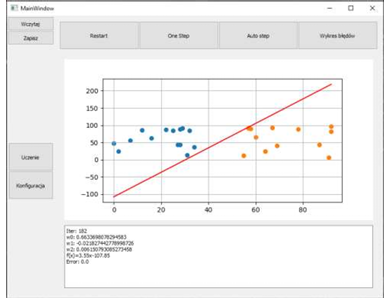 MainWindow
Wczytaj
Zapisz
Restart
One Step
Auto step
Wykres błędów
200
150
100
50
0
−50
−100
0 20 40 60 80
Uczenie
Konfiguracja
Iter: 182
w0: 0.6633698078294583
w1: -0.021827442778998726
w2: 0.006150793085273458
f(x)=3.55x-107.85
Error: 0.0